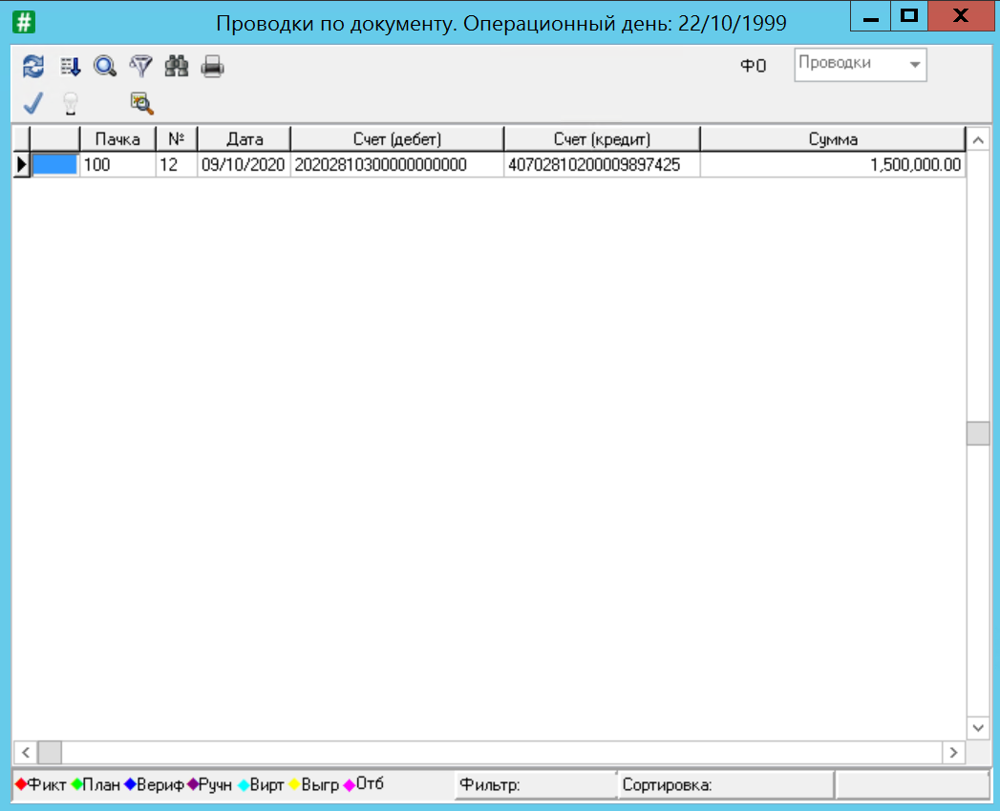 # Проводки по документу. Операционный день: 22/10/1999
ФО Проводки
Пачка № Дата Счет (дебет) Счет (кредит) Сумма
100 12 09/10/2020 20202810300000000000 40702810200009897425 1,500,000.00
Фикт План Вериф Ручн Вирт Выгр Отб Фильтр: Сортировка: